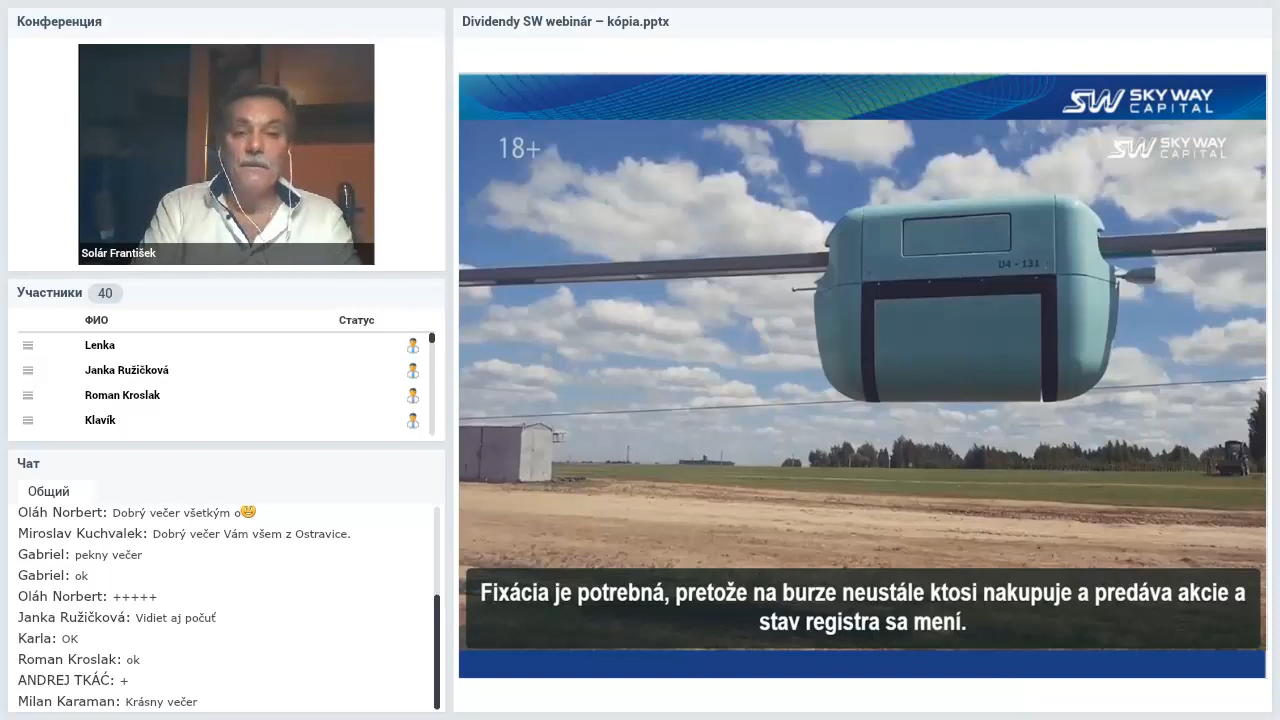 Конференция
Solár František
Участники 40
ФИО Статус
Lenka
Janka Ružičková
Roman Kroslak
Klavík
Чат
Общий
Oláh Norbert: Dobrý večer všetkým o
Miroslav Kuchvalek: Dobrý večer Vám všem z Ostravice.
Gabriel: pekny večer
Gabriel: ok
Oláh Norbert: +++++
Janka Ružičková: Vidiet aj počuť
Karla: OK
Roman Kroslak: ok
ANDREJ TKÁČ: +
Milan Karaman: Krásny večer
Dividendy SW webinár – kópia.pptx
SW SKY WAY
CAPITAL
18+
SW SKY WAY
CAPITAL
U4 - 131
Fixácia je potrebná, pretože na burze neustále ktosi nakupuje a predáva akcie a
stav registra sa mení.